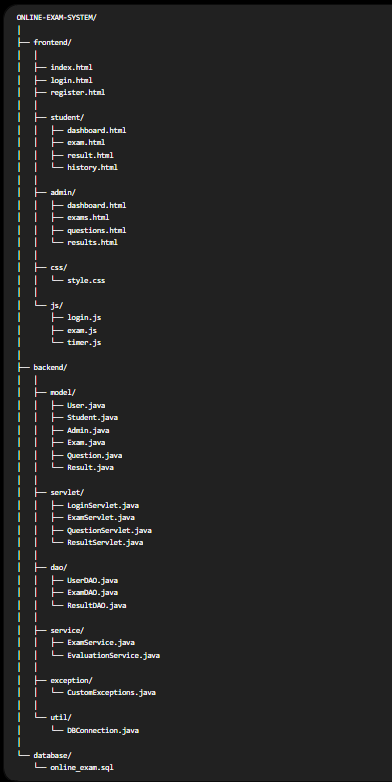 ONLINE-EXAM-SYSTEM/
│
├── frontend/
│   │
│   ├── index.html
│   ├── login.html
│   ├── register.html
│   │
│   ├── student/
│   │   ├── dashboard.html
│   │   ├── exam.html
│   │   ├── result.html
│   │   └── history.html
│   │
│   ├── admin/
│   │   ├── dashboard.html
│   │   ├── exams.html
│   │   ├── questions.html
│   │   └── results.html
│   │
│   ├── css/
│   │   └── style.css
│   │
│   └── js/
│       ├── login.js
│       ├── exam.js
│       └── timer.js
│
├── backend/
│   │
│   ├── model/
│   │   ├── User.java
│   │   ├── Student.java
│   │   ├── Admin.java
│   │   ├── Exam.java
│   │   ├── Question.java
│   │   └── Result.java
│   │
│   ├── servlet/
│   │   ├── LoginServlet.java
│   │   ├── ExamServlet.java
│   │   ├── QuestionServlet.java
│   │   └── ResultServlet.java
│   │
│   ├── dao/
│   │   ├── UserDAO.java
│   │   ├── ExamDAO.java
│   │   └── ResultDAO.java
│   │
│   ├── service/
│   │   ├── ExamService.java
│   │   └── EvaluationService.java
│   │
│   ├── exception/
│   │   └── CustomExceptions.java
│   │
│   └── util/
│       └── DBConnection.java
│
└── database/
    └── online_exam.sql